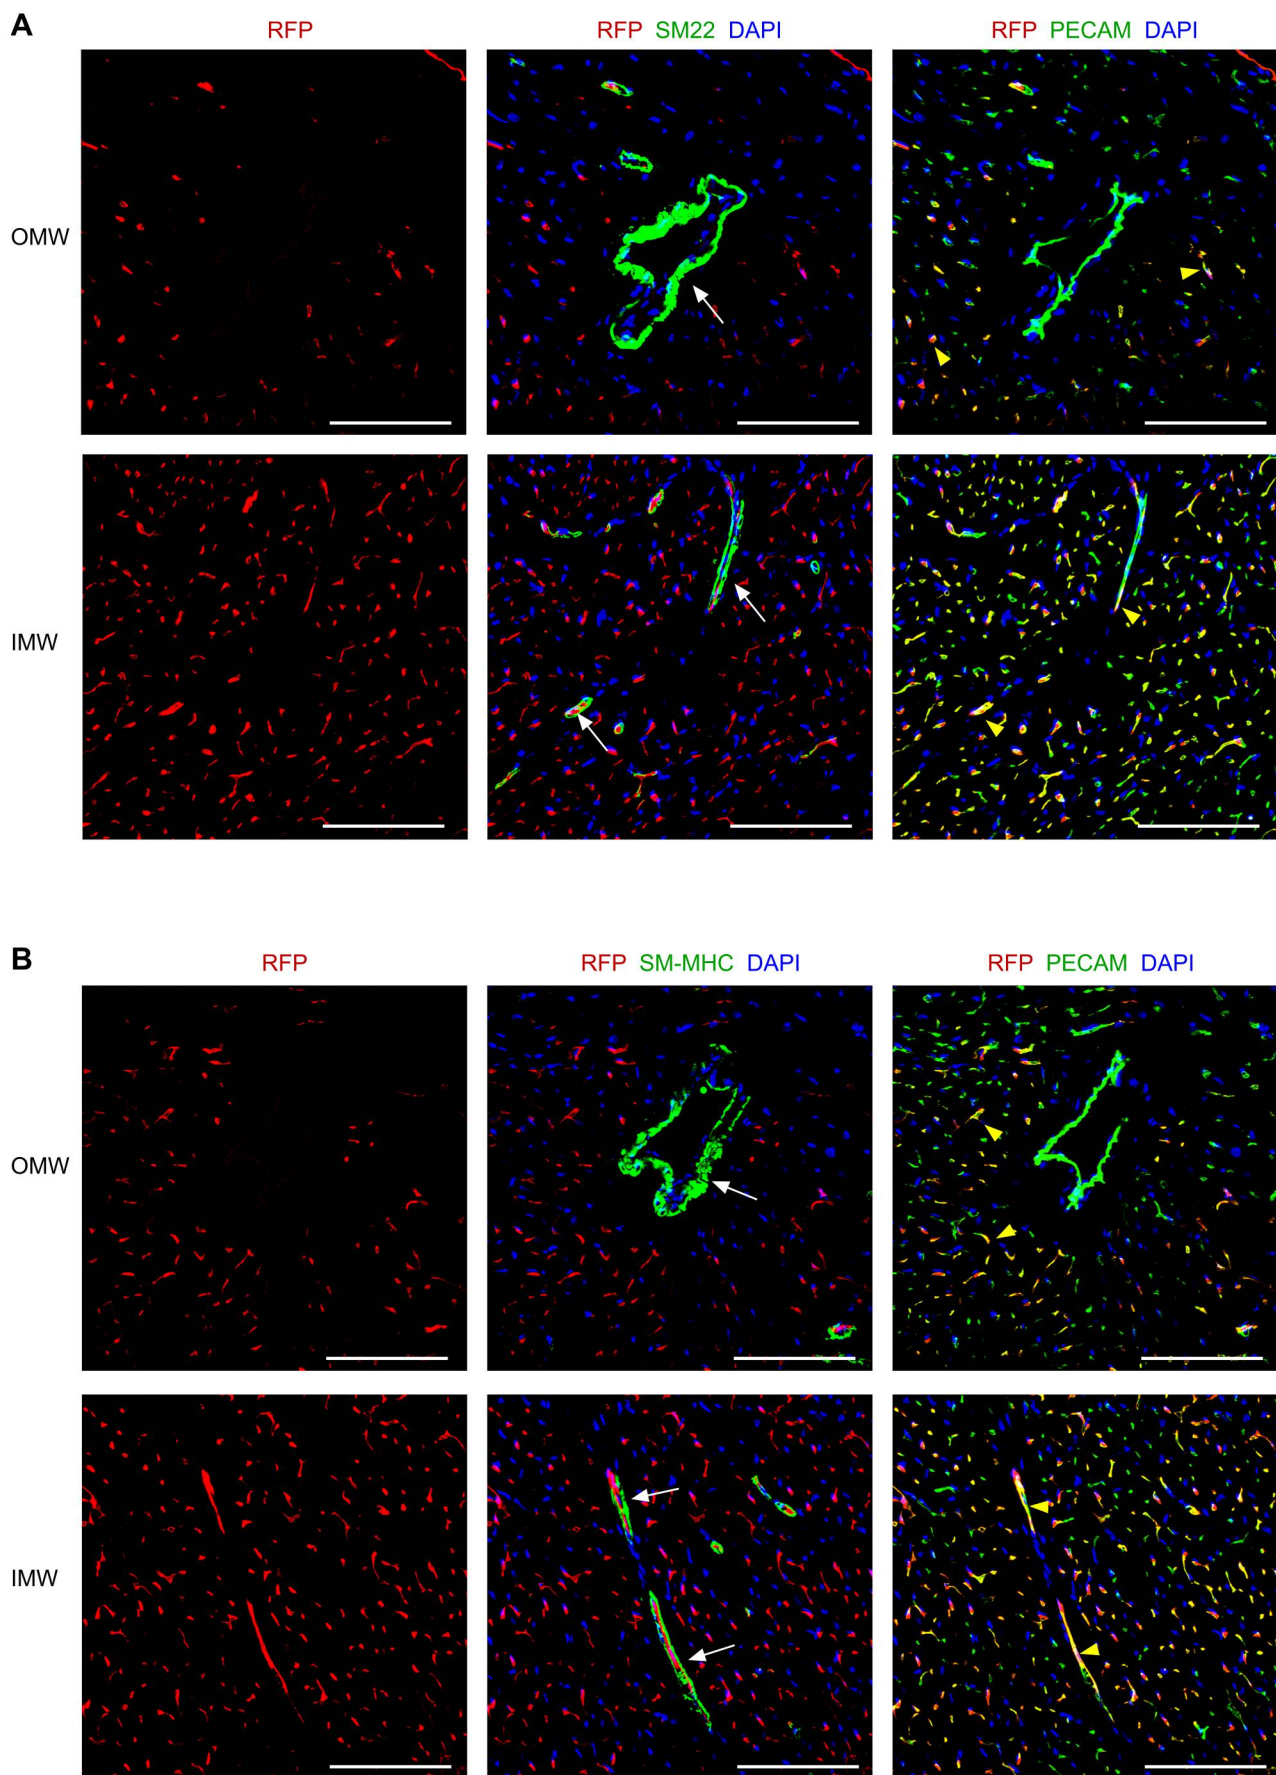 A
RFP
RFP SM22 DAPI
RFP PECAM DAPI
OMW
IMW
B
RFP
RFP SM-MHC DAPI
RFP PECAM DAPI
OMW
IMW